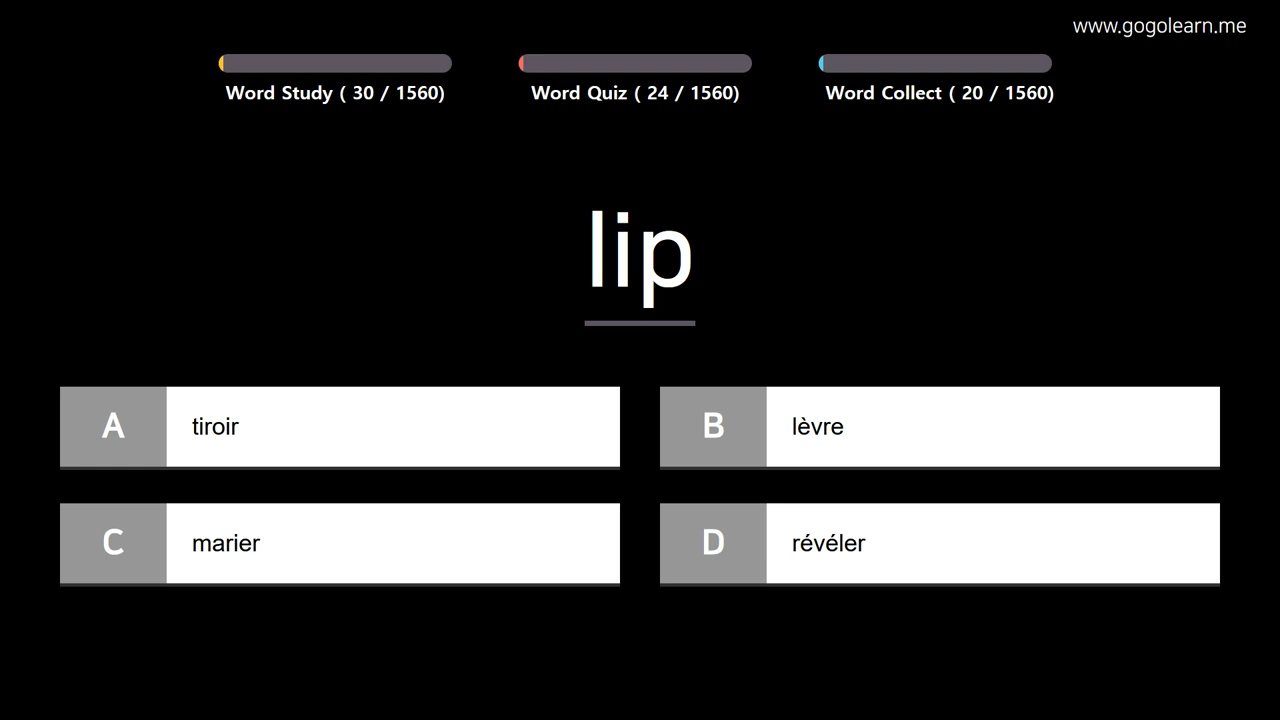 www.gogolearn.me
Word Study ( 30 / 1560)
Word Quiz ( 24 / 1560)
Word Collect ( 20 / 1560)
lip
A tiroir
B lèvre
C marier
D révéler